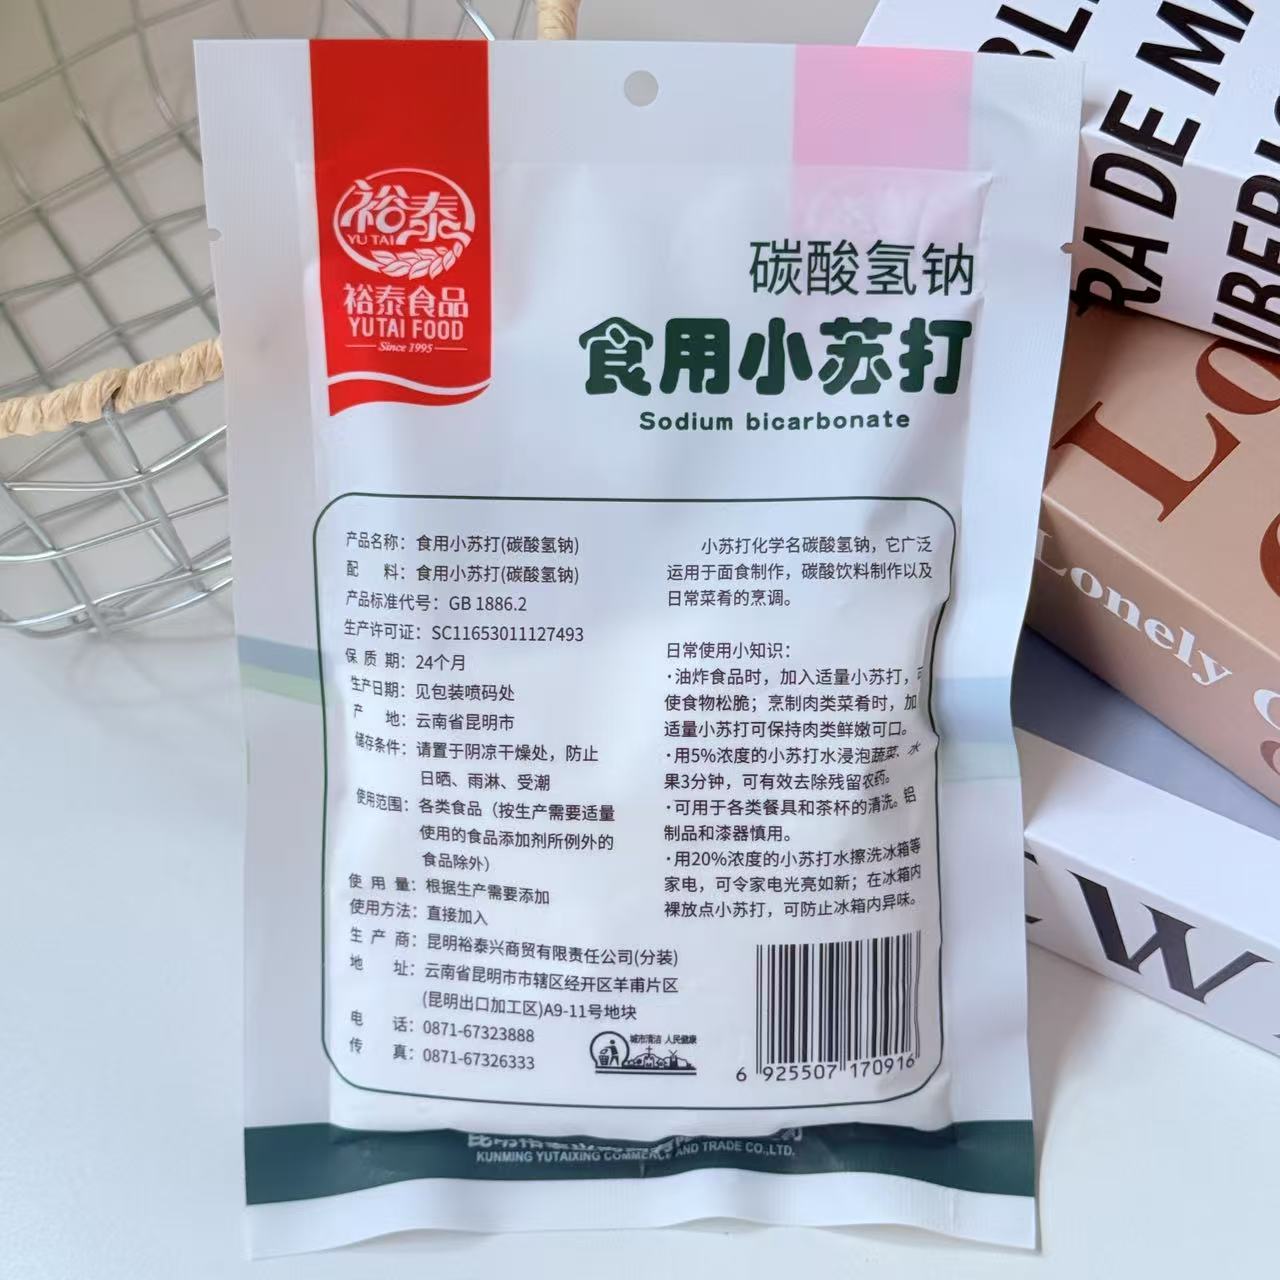 裕泰
YU TAI
裕泰食品
YUTAI FOOD
Since 1995
碳酸氢钠
食用小苏打
Sodium bicarbonate
产品名称：食用小苏打(碳酸氢钠)
配 料：食用小苏打(碳酸氢钠)
产品标准代号：GB 1886.2
生产许可证：SC11653011127493
保 质 期：24个月
生产日期：见包装喷码处
产 地：云南省昆明市
储存条件：请置于阴凉干燥处，防止
日晒、雨淋、受潮
使用范围：各类食品（按生产需要适量
使用的食品添加剂所例外的
食品除外）
使 用 量：根据生产需要添加
使用方法：直接加入
生 产 商：昆明裕泰兴商贸有限责任公司(分装)
地 址：云南省昆明市市辖区经开区羊甫片区
(昆明出口加工区)A9-11号地块
电 话：0871-67323888
传 真：0871-67326333
小苏打化学名碳酸氢钠，它广泛
运用于面食制作，碳酸饮料制作以及
日常菜肴的烹调。
日常使用小知识：
·油炸食品时，加入适量小苏打，可
使食物松脆；烹制肉类菜肴时，加
适量小苏打可保持肉类鲜嫩可口。
·用5%浓度的小苏打水浸泡蔬菜、水
果3分钟，可有效去除残留农药。
·可用于各类餐具和茶杯的清洗。铝
制品和漆器慎用。
·用20%浓度的小苏打水擦洗冰箱等
家电，可令家电光亮如新；在冰箱内
裸放点小苏打，可防止冰箱内异味。
城市清洁 人民健康
6 925507 170916
KUNMING YUTAIXING COMMERCE AND TRADE CO.,LTD.
RA DE MA
Lonely
W